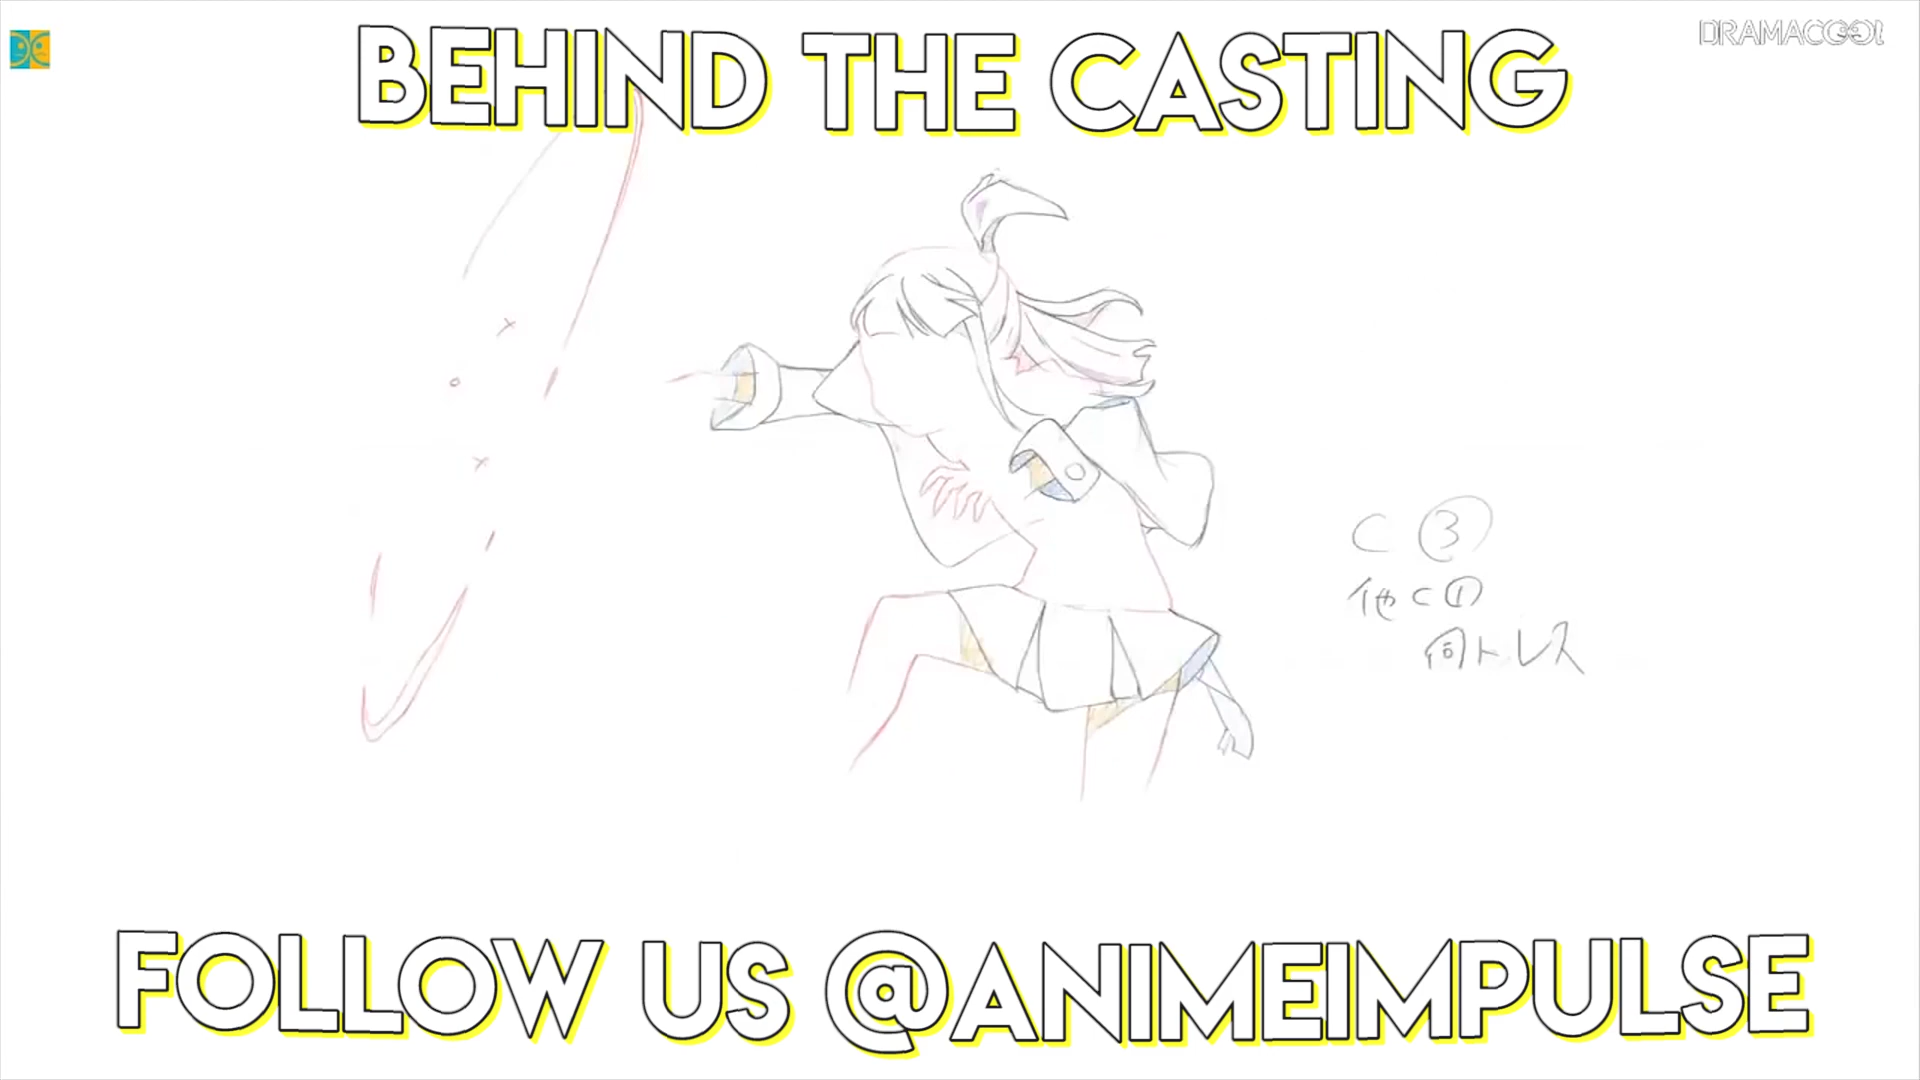 BEHIND THE CASTING
DRAMACOOL
C ③
他C①
同トレス
FOLLOW US @ANIMEIMPULSE